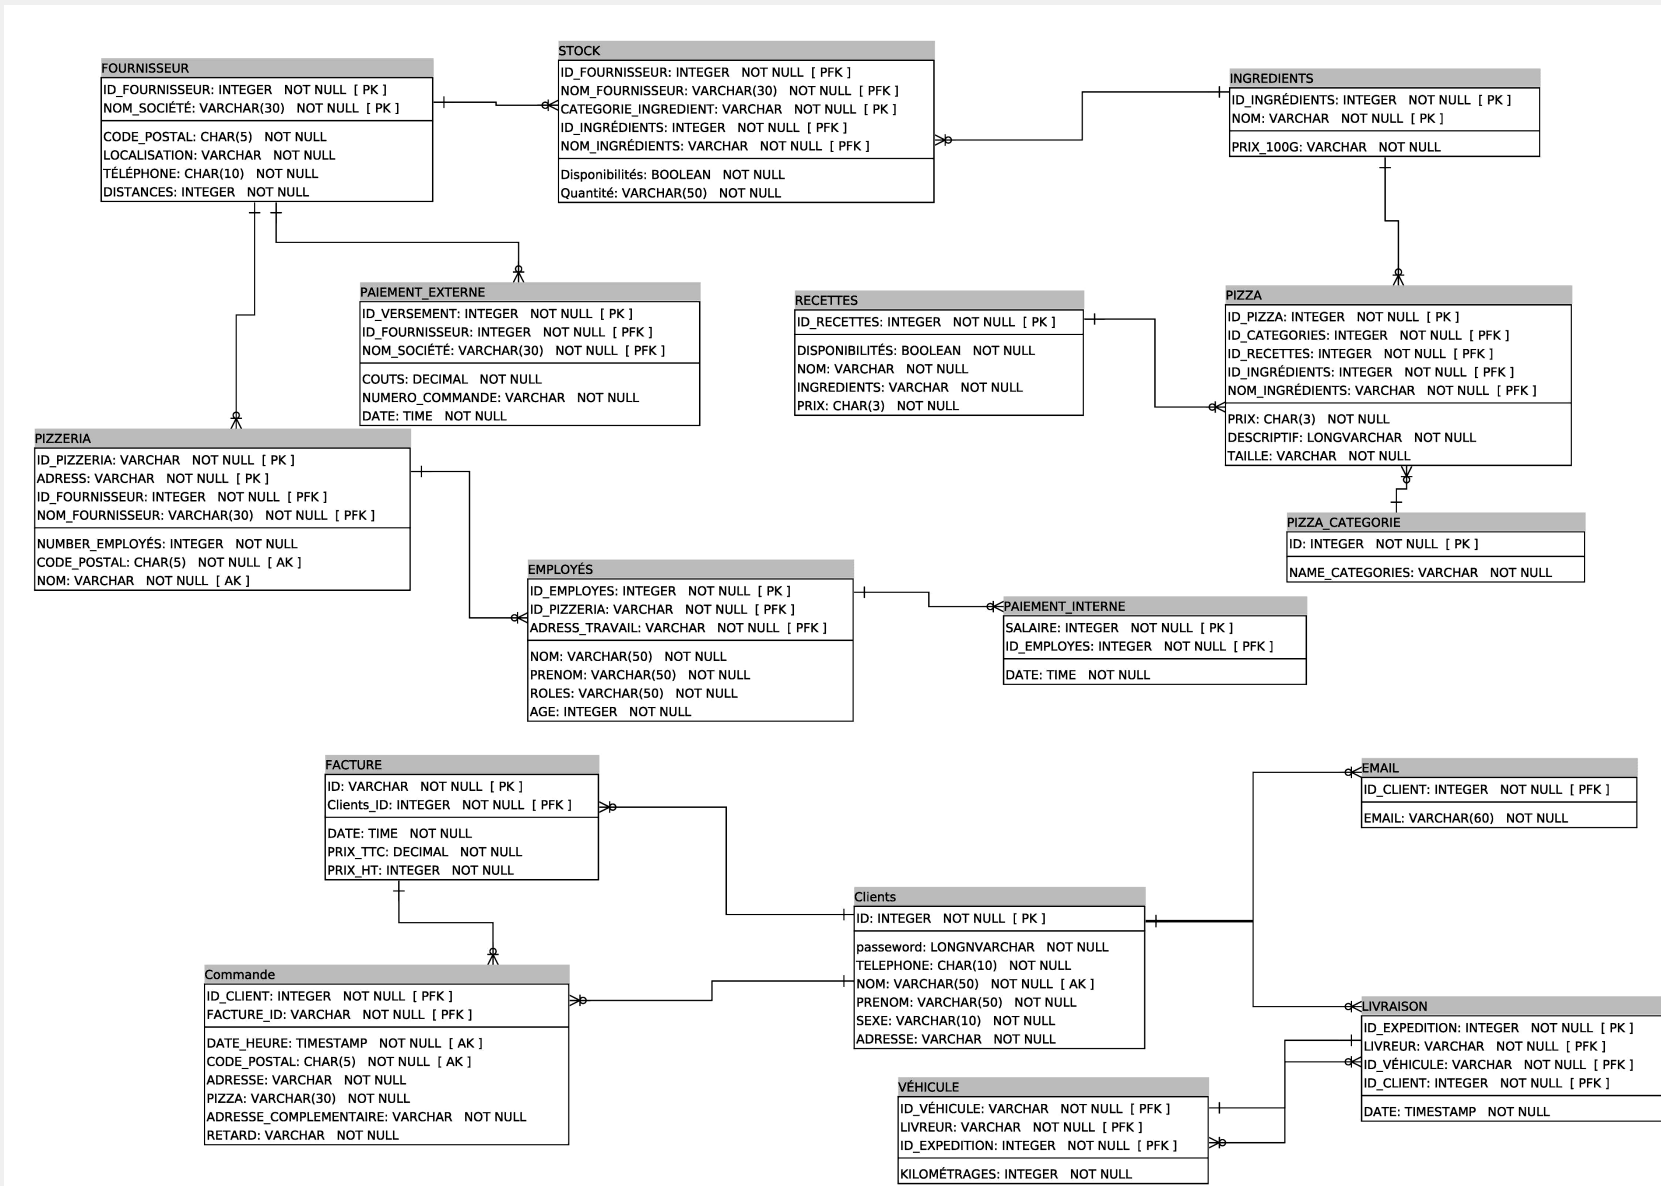 FOURNISSEUR
ID_FOURNISSEUR: INTEGER NOT NULL [ PK ]
NOM_SOCIÉTÉ: VARCHAR(30) NOT NULL [ PK ]
CODE_POSTAL: CHAR(5) NOT NULL
LOCALISATION: VARCHAR NOT NULL
TÉLÉPHONE: CHAR(10) NOT NULL
DISTANCES: INTEGER NOT NULL
STOCK
ID_FOURNISSEUR: INTEGER NOT NULL [ PFK ]
NOM_FOURNISSEUR: VARCHAR(30) NOT NULL [ PFK ]
CATEGORIE_INGREDIENT: VARCHAR NOT NULL [ PK ]
ID_INGRÉDIENTS: INTEGER NOT NULL [ PFK ]
NOM_INGRÉDIENTS: VARCHAR NOT NULL [ PFK ]
Disponibilités: BOOLEAN NOT NULL
Quantité: VARCHAR(50) NOT NULL
INGREDIENTS
ID_INGRÉDIENTS: INTEGER NOT NULL [ PK ]
NOM: VARCHAR NOT NULL [ PK ]
PRIX_100G: VARCHAR NOT NULL
PAIEMENT_EXTERNE
ID_VERSEMENT: INTEGER NOT NULL [ PK ]
ID_FOURNISSEUR: INTEGER NOT NULL [ PFK ]
NOM_SOCIÉTÉ: VARCHAR(30) NOT NULL [ PFK ]
COUTS: DECIMAL NOT NULL
NUMERO_COMMANDE: VARCHAR NOT NULL
DATE: TIME NOT NULL
RECETTES
ID_RECETTES: INTEGER NOT NULL [ PK ]
DISPONIBILITÉS: BOOLEAN NOT NULL
NOM: VARCHAR NOT NULL
INGREDIENTS: VARCHAR NOT NULL
PRIX: CHAR(3) NOT NULL
PIZZA
ID_PIZZA: INTEGER NOT NULL [ PK ]
ID_CATEGORIES: INTEGER NOT NULL [ PFK ]
ID_RECETTES: INTEGER NOT NULL [ PFK ]
ID_INGRÉDIENTS: INTEGER NOT NULL [ PFK ]
NOM_INGRÉDIENTS: VARCHAR NOT NULL [ PFK ]
PRIX: CHAR(3) NOT NULL
DESCRIPTIF: LONGVARCHAR NOT NULL
TAILLE: VARCHAR NOT NULL
PIZZERIA
ID_PIZZERIA: VARCHAR NOT NULL [ PK ]
ADRESS: VARCHAR NOT NULL [ PK ]
ID_FOURNISSEUR: INTEGER NOT NULL [ PFK ]
NOM_FOURNISSEUR: VARCHAR(30) NOT NULL [ PFK ]
NUMBER_EMPLOYÉS: INTEGER NOT NULL
CODE_POSTAL: CHAR(5) NOT NULL [ AK ]
NOM: VARCHAR NOT NULL [ AK ]
PIZZA_CATEGORIE
ID: INTEGER NOT NULL [ PK ]
NAME_CATEGORIES: VARCHAR NOT NULL
EMPLOYÉS
ID_EMPLOYES: INTEGER NOT NULL [ PK ]
ID_PIZZERIA: VARCHAR NOT NULL [ PFK ]
ADRESS_TRAVAIL: VARCHAR NOT NULL [ PFK ]
NOM: VARCHAR(50) NOT NULL
PRENOM: VARCHAR(50) NOT NULL
ROLES: VARCHAR(50) NOT NULL
AGE: INTEGER NOT NULL
PAIEMENT_INTERNE
SALAIRE: INTEGER NOT NULL [ PK ]
ID_EMPLOYES: INTEGER NOT NULL [ PFK ]
DATE: TIME NOT NULL
FACTURE
ID: VARCHAR NOT NULL [ PK ]
Clients_ID: INTEGER NOT NULL [ PFK ]
DATE: TIME NOT NULL
PRIX_TTC: DECIMAL NOT NULL
PRIX_HT: INTEGER NOT NULL
EMAIL
ID_CLIENT: INTEGER NOT NULL [ PFK ]
EMAIL: VARCHAR(60) NOT NULL
Clients
ID: INTEGER NOT NULL [ PK ]
passeword: LONGNVARCHAR NOT NULL
TELEPHONE: CHAR(10) NOT NULL
NOM: VARCHAR(50) NOT NULL [ AK ]
PRENOM: VARCHAR(50) NOT NULL
SEXE: VARCHAR(10) NOT NULL
ADRESSE: VARCHAR NOT NULL
Commande
ID_CLIENT: INTEGER NOT NULL [ PFK ]
FACTURE_ID: VARCHAR NOT NULL [ PFK ]
DATE_HEURE: TIMESTAMP NOT NULL [ AK ]
CODE_POSTAL: CHAR(5) NOT NULL [ AK ]
ADRESSE: VARCHAR NOT NULL
PIZZA: VARCHAR(30) NOT NULL
ADRESSE_COMPLEMENTAIRE: VARCHAR NOT NULL
RETARD: VARCHAR NOT NULL
LIVRAISON
ID_EXPEDITION: INTEGER NOT NULL [ PK ]
LIVREUR: VARCHAR NOT NULL [ PFK ]
ID_VÉHICULE: VARCHAR NOT NULL [ PFK ]
ID_CLIENT: INTEGER NOT NULL [ PFK ]
DATE: TIMESTAMP NOT NULL
VÉHICULE
ID_VÉHICULE: VARCHAR NOT NULL [ PFK ]
LIVREUR: VARCHAR NOT NULL [ PFK ]
ID_EXPEDITION: INTEGER NOT NULL [ PFK ]
KILOMÉTRAGES: INTEGER NOT NULL